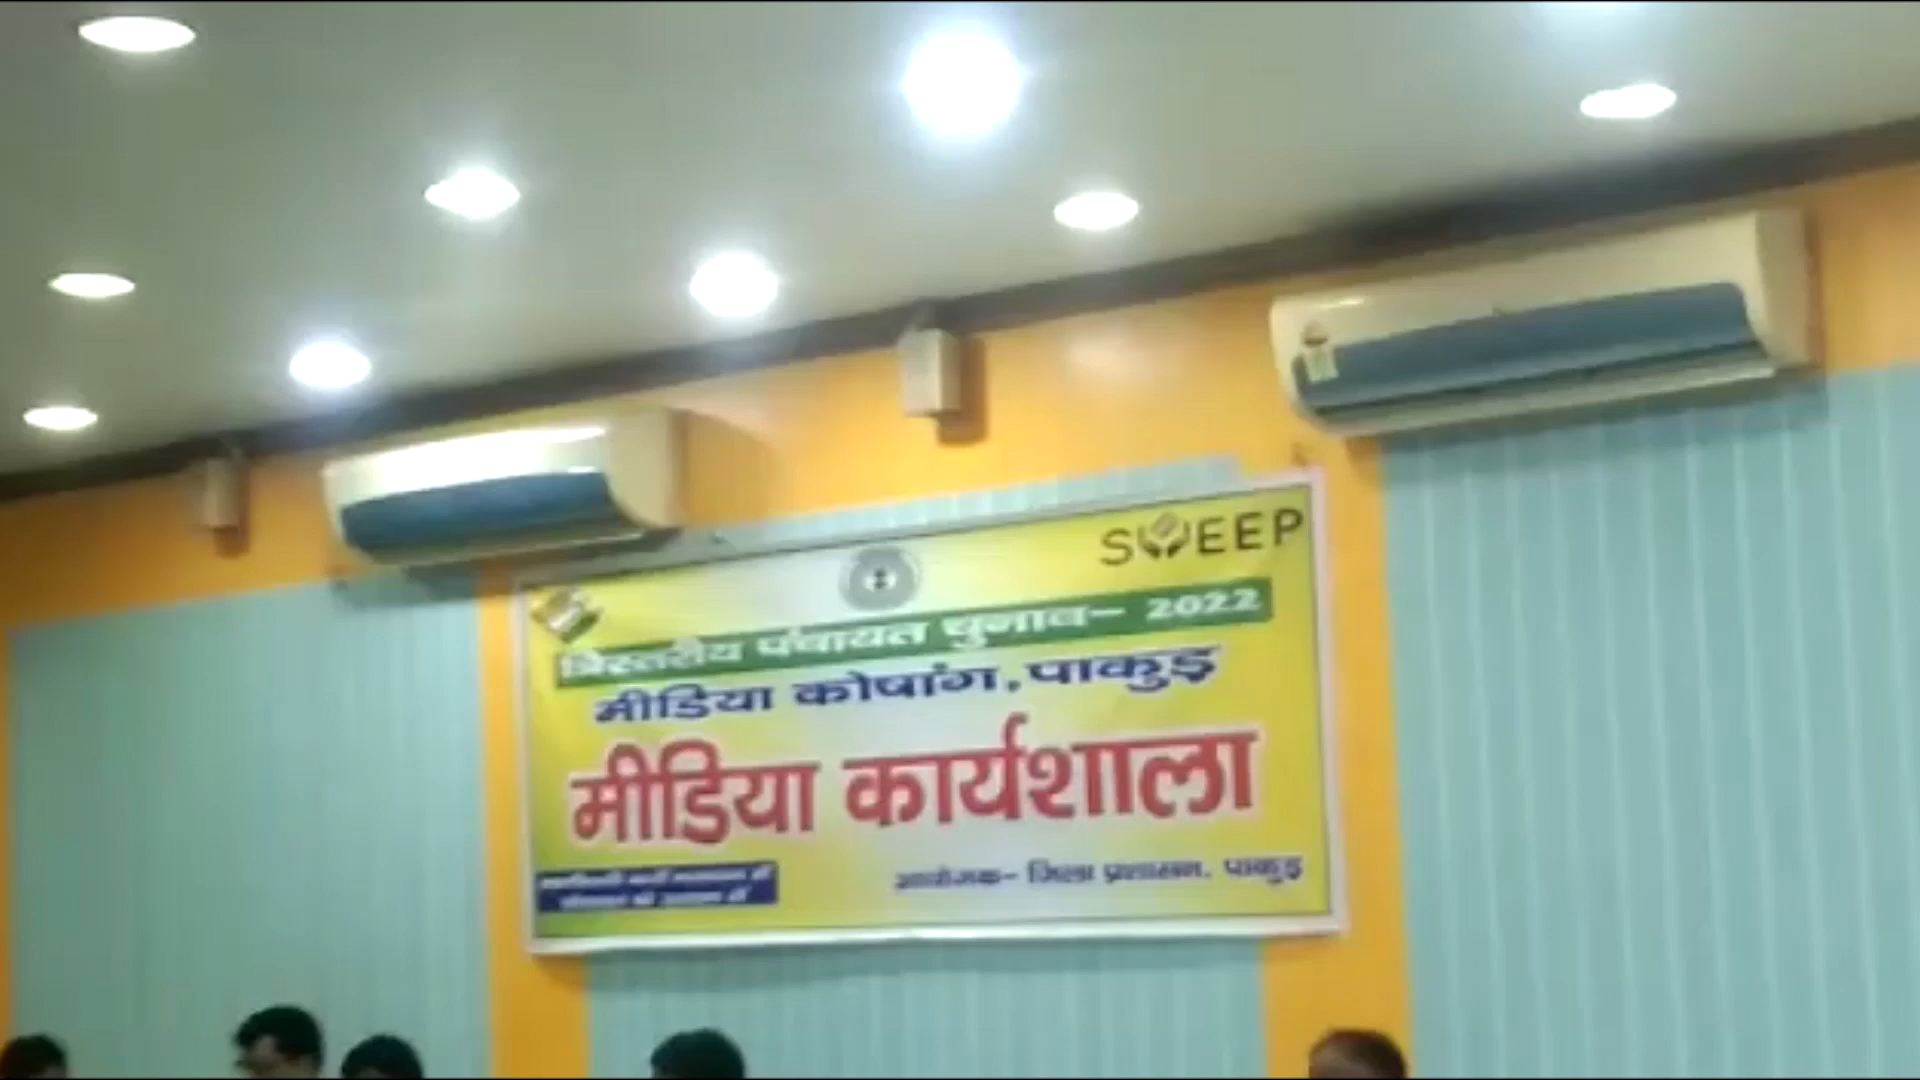 SWEEP
त्रिस्तरीय पंचायत चुनाव- 2022
मीडिया कोषांग, पाकुड़
मीडिया कार्यशाला
आयोजक- जिला प्रशासन, पाकुड़